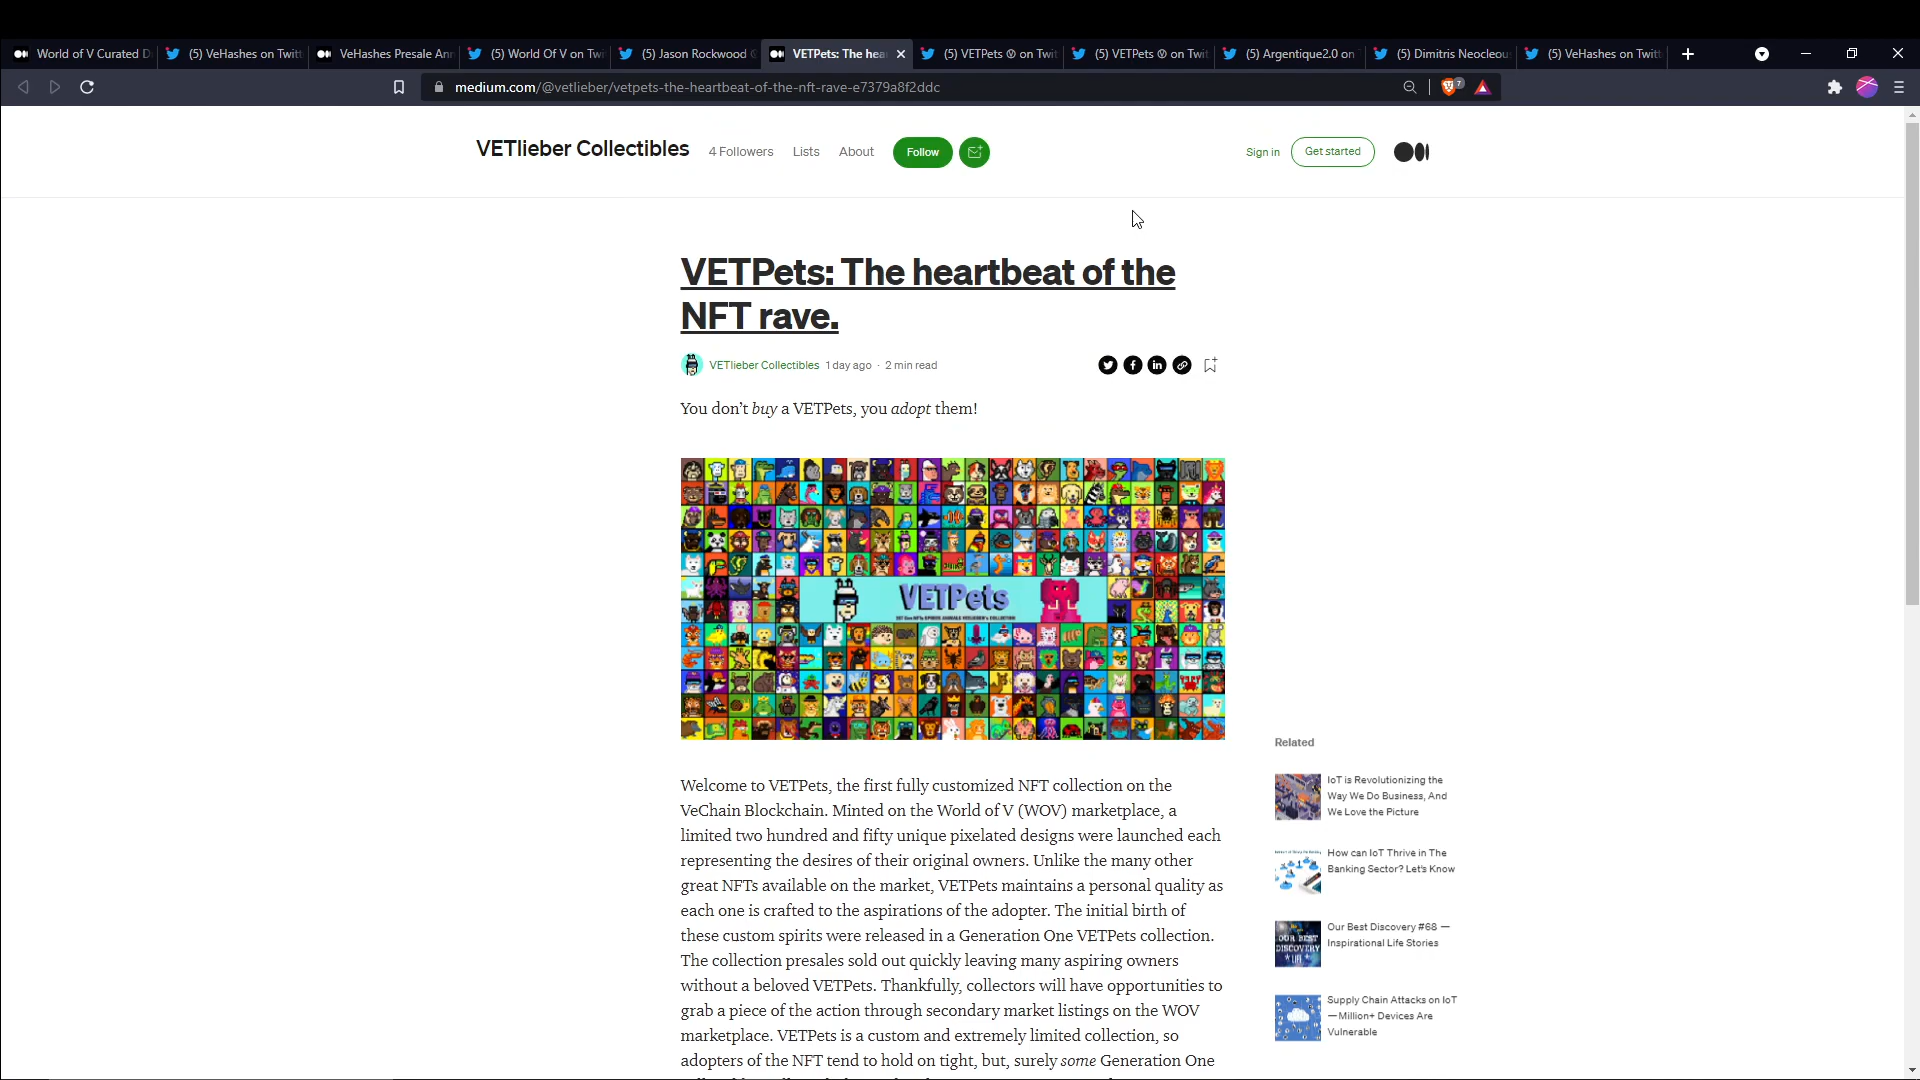 World of V Curated D
(5) VeHashes on Twitt
VeHashes Presale Ann
(5) World Of V on Twi
(5) Jason Rockwood
VETPets: The hea
(5) VETPets Ⓥ on Twit
(5) VETPets Ⓥ on Twit
(5) Argentique2.0 on
(5) Dimitris Neocleou
(5) VeHashes on Twitt
medium.com/@vetlieber/vetpets-the-heartbeat-of-the-nft-rave-e7379a8f2ddc
7
VETlieber Collectibles
4 Followers
Lists
About
Follow
Sign in
Get started
VETPets: The heartbeat of the
NFT rave.
VETlieber Collectibles 1 day ago · 2 min read
You don’t buy a VETPets, you adopt them!
VETPets
Welcome to VETPets, the first fully customized NFT collection on the
VeChain Blockchain. Minted on the World of V (WOV) marketplace, a
limited two hundred and fifty unique pixelated designs were launched each
representing the desires of their original owners. Unlike the many other
great NFTs available on the market, VETPets maintains a personal quality as
each one is crafted to the aspirations of the adopter. The initial birth of
these custom spirits were released in a Generation One VETPets collection.
The collection presales sold out quickly leaving many aspiring owners
without a beloved VETPets. Thankfully, collectors will have opportunities to
grab a piece of the action through secondary market listings on the WOV
marketplace. VETPets is a custom and extremely limited collection, so
adopters of the NFT tend to hold on tight, but, surely some Generation One
Related
IoT is Revolutionizing the
Way We Do Business, And
We Love the Picture
How can IoT Thrive in The
Banking Sector? Let's Know
OUR BEST
DISCOVERY
Our Best Discovery #68 —
Inspirational Life Stories
Supply Chain Attacks on IoT
—Million+ Devices Are
Vulnerable